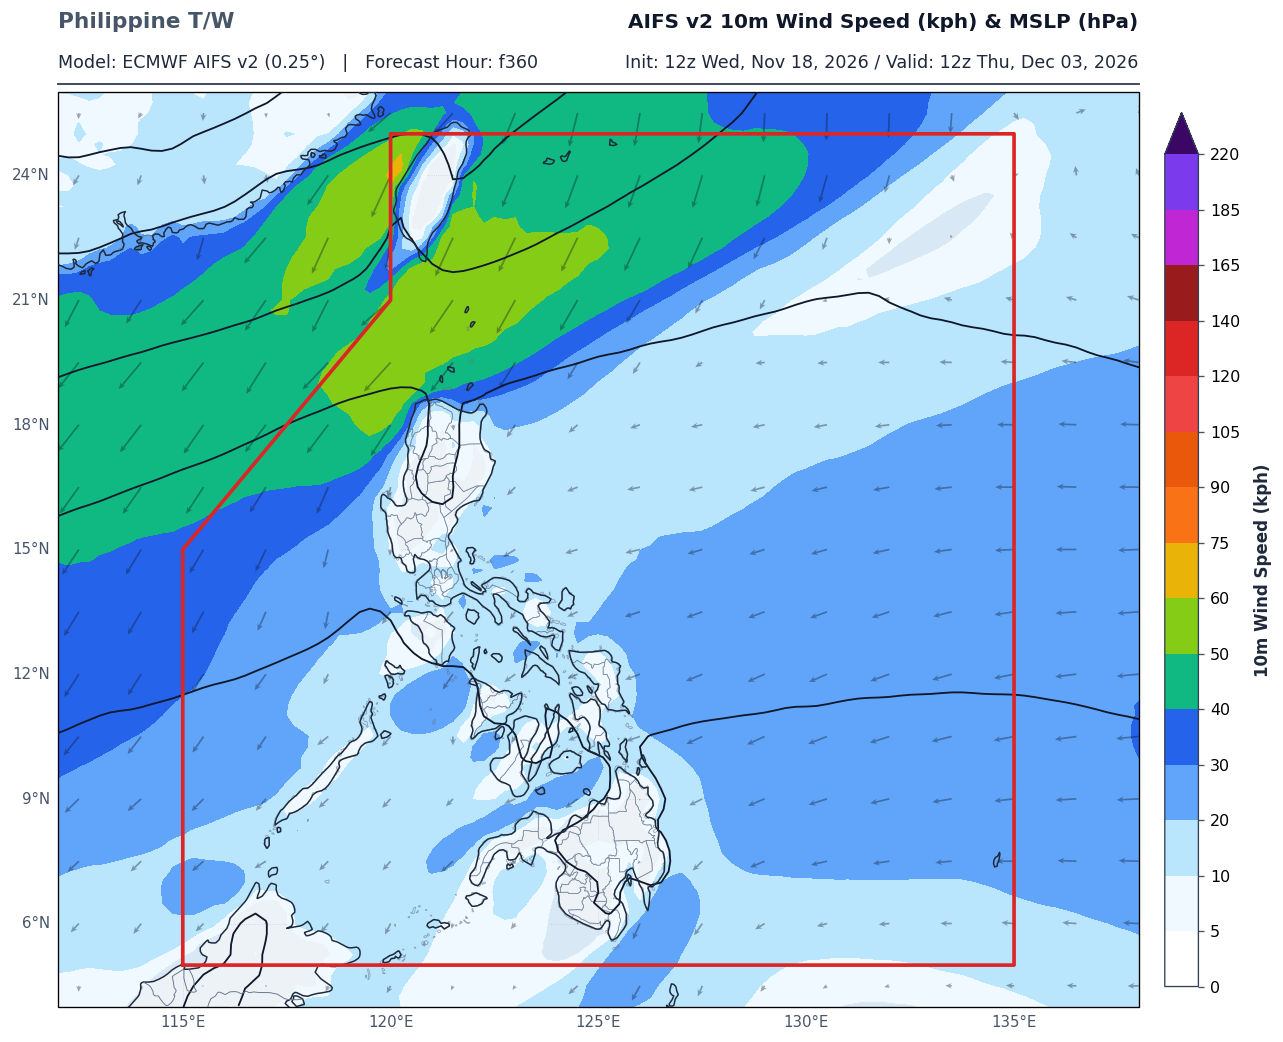 Philippine T/W
AIFS v2 10m Wind Speed (kph) & MSLP (hPa)
Model: ECMWF AIFS v2 (0.25°) | Forecast Hour: f360
Init: 12z Wed, Nov 18, 2026 / Valid: 12z Thu, Dec 03, 2026
24°N
21°N
18°N
15°N
12°N
9°N
6°N
115°E
120°E
125°E
130°E
135°E
220
185
165
140
120
105
90
75
60
50
40
30
20
10
5
0
10m Wind Speed (kph)